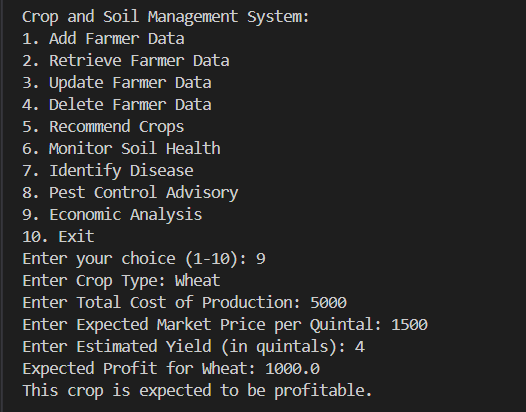 Crop and Soil Management System:
1. Add Farmer Data
2. Retrieve Farmer Data
3. Update Farmer Data
4. Delete Farmer Data
5. Recommend Crops
6. Monitor Soil Health
7. Identify Disease
8. Pest Control Advisory
9. Economic Analysis
10. Exit
Enter your choice (1-10): 9
Enter Crop Type: Wheat
Enter Total Cost of Production: 5000
Enter Expected Market Price per Quintal: 1500
Enter Estimated Yield (in quintals): 4
Expected Profit for Wheat: 1000.0
This crop is expected to be profitable.